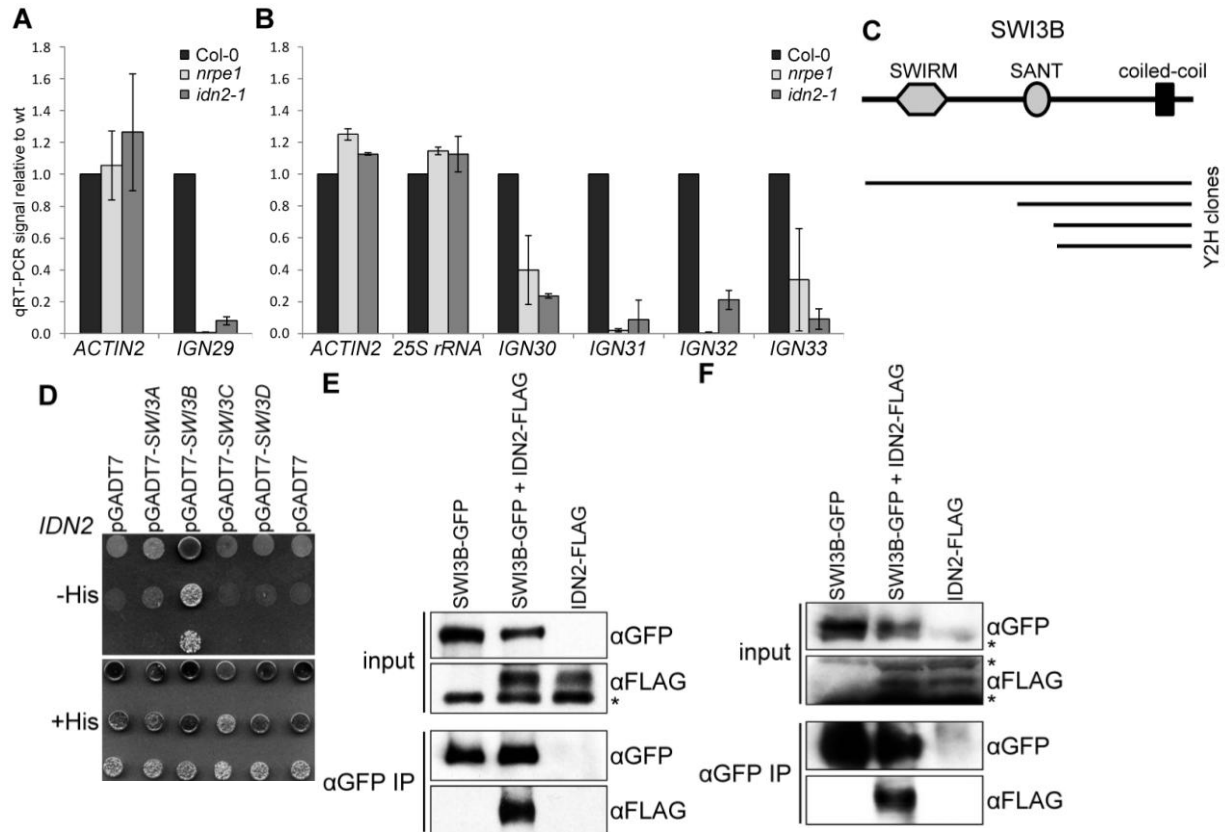 A
qRT-PCR signal relative to wt
1.8
1.6
1.4
1.2
1.0
0.8
0.6
0.4
0.2
0.0
Col-0
nrpe1
idn2-1
ACTIN2
IGN29
B
1.8
1.6
1.4
1.2
1.0
0.8
0.6
0.4
0.2
0.0
Col-0
nrpe1
idn2-1
ACTIN2
25S rRNA
IGN30
IGN31
IGN32
IGN33
C
SWI3B
SWIRM
SANT
coiled-coil
Y2H clones
D
pGADT7
pGADT7-SWI3A
pGADT7-SWI3B
pGADT7-SWI3C
pGADT7-SWI3D
pGADT7
IDN2
-His
+His
E
SWI3B-GFP
SWI3B-GFP + IDN2-FLAG
IDN2-FLAG
input
αGFP
αFLAG
*
αGFP IP
αGFP
αFLAG
F
SWI3B-GFP
SWI3B-GFP + IDN2-FLAG
IDN2-FLAG
input
αGFP
*
*
αFLAG
*
αGFP IP
αGFP
αFLAG